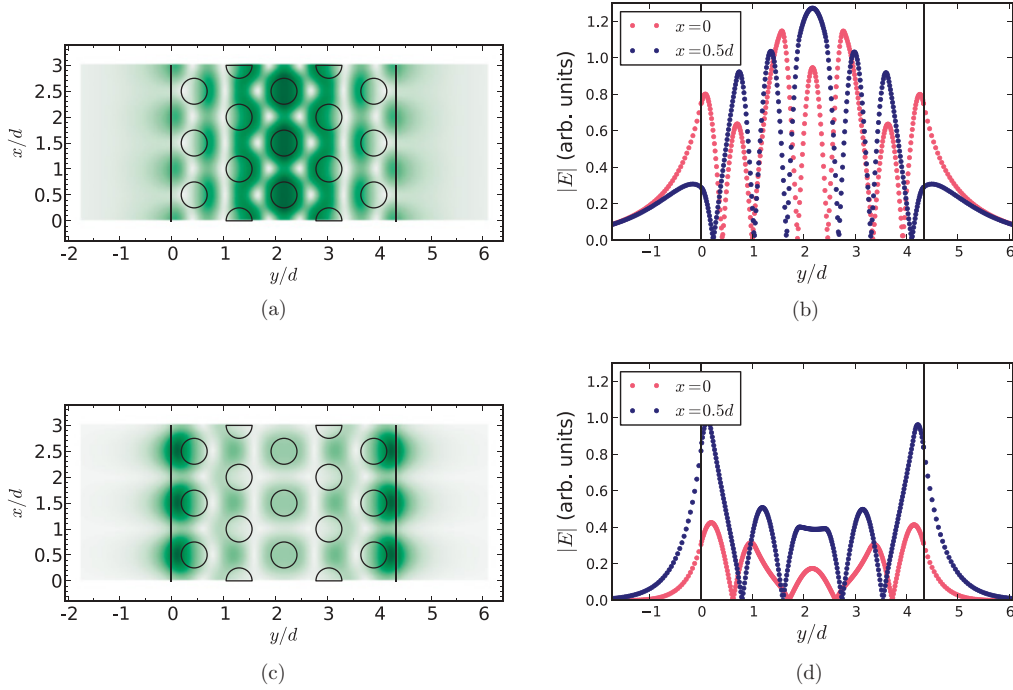 3
2.5
2
1.5
1
0.5
0
x/d
-2 -1 0 1 2 3 4 5 6
y/d
(a)
1.2
1.0
0.8
0.6
0.4
0.2
0.0
|E| (arb. units)
x=0
x=0.5d
−1 0 1 2 3 4 5 6
y/d
(b)
3
2.5
2
1.5
1
0.5
0
x/d
-2 -1 0 1 2 3 4 5 6
y/d
(c)
1.2
1.0
0.8
0.6
0.4
0.2
0.0
|E| (arb. units)
x=0
x=0.5d
−1 0 1 2 3 4 5 6
y/d
(d)